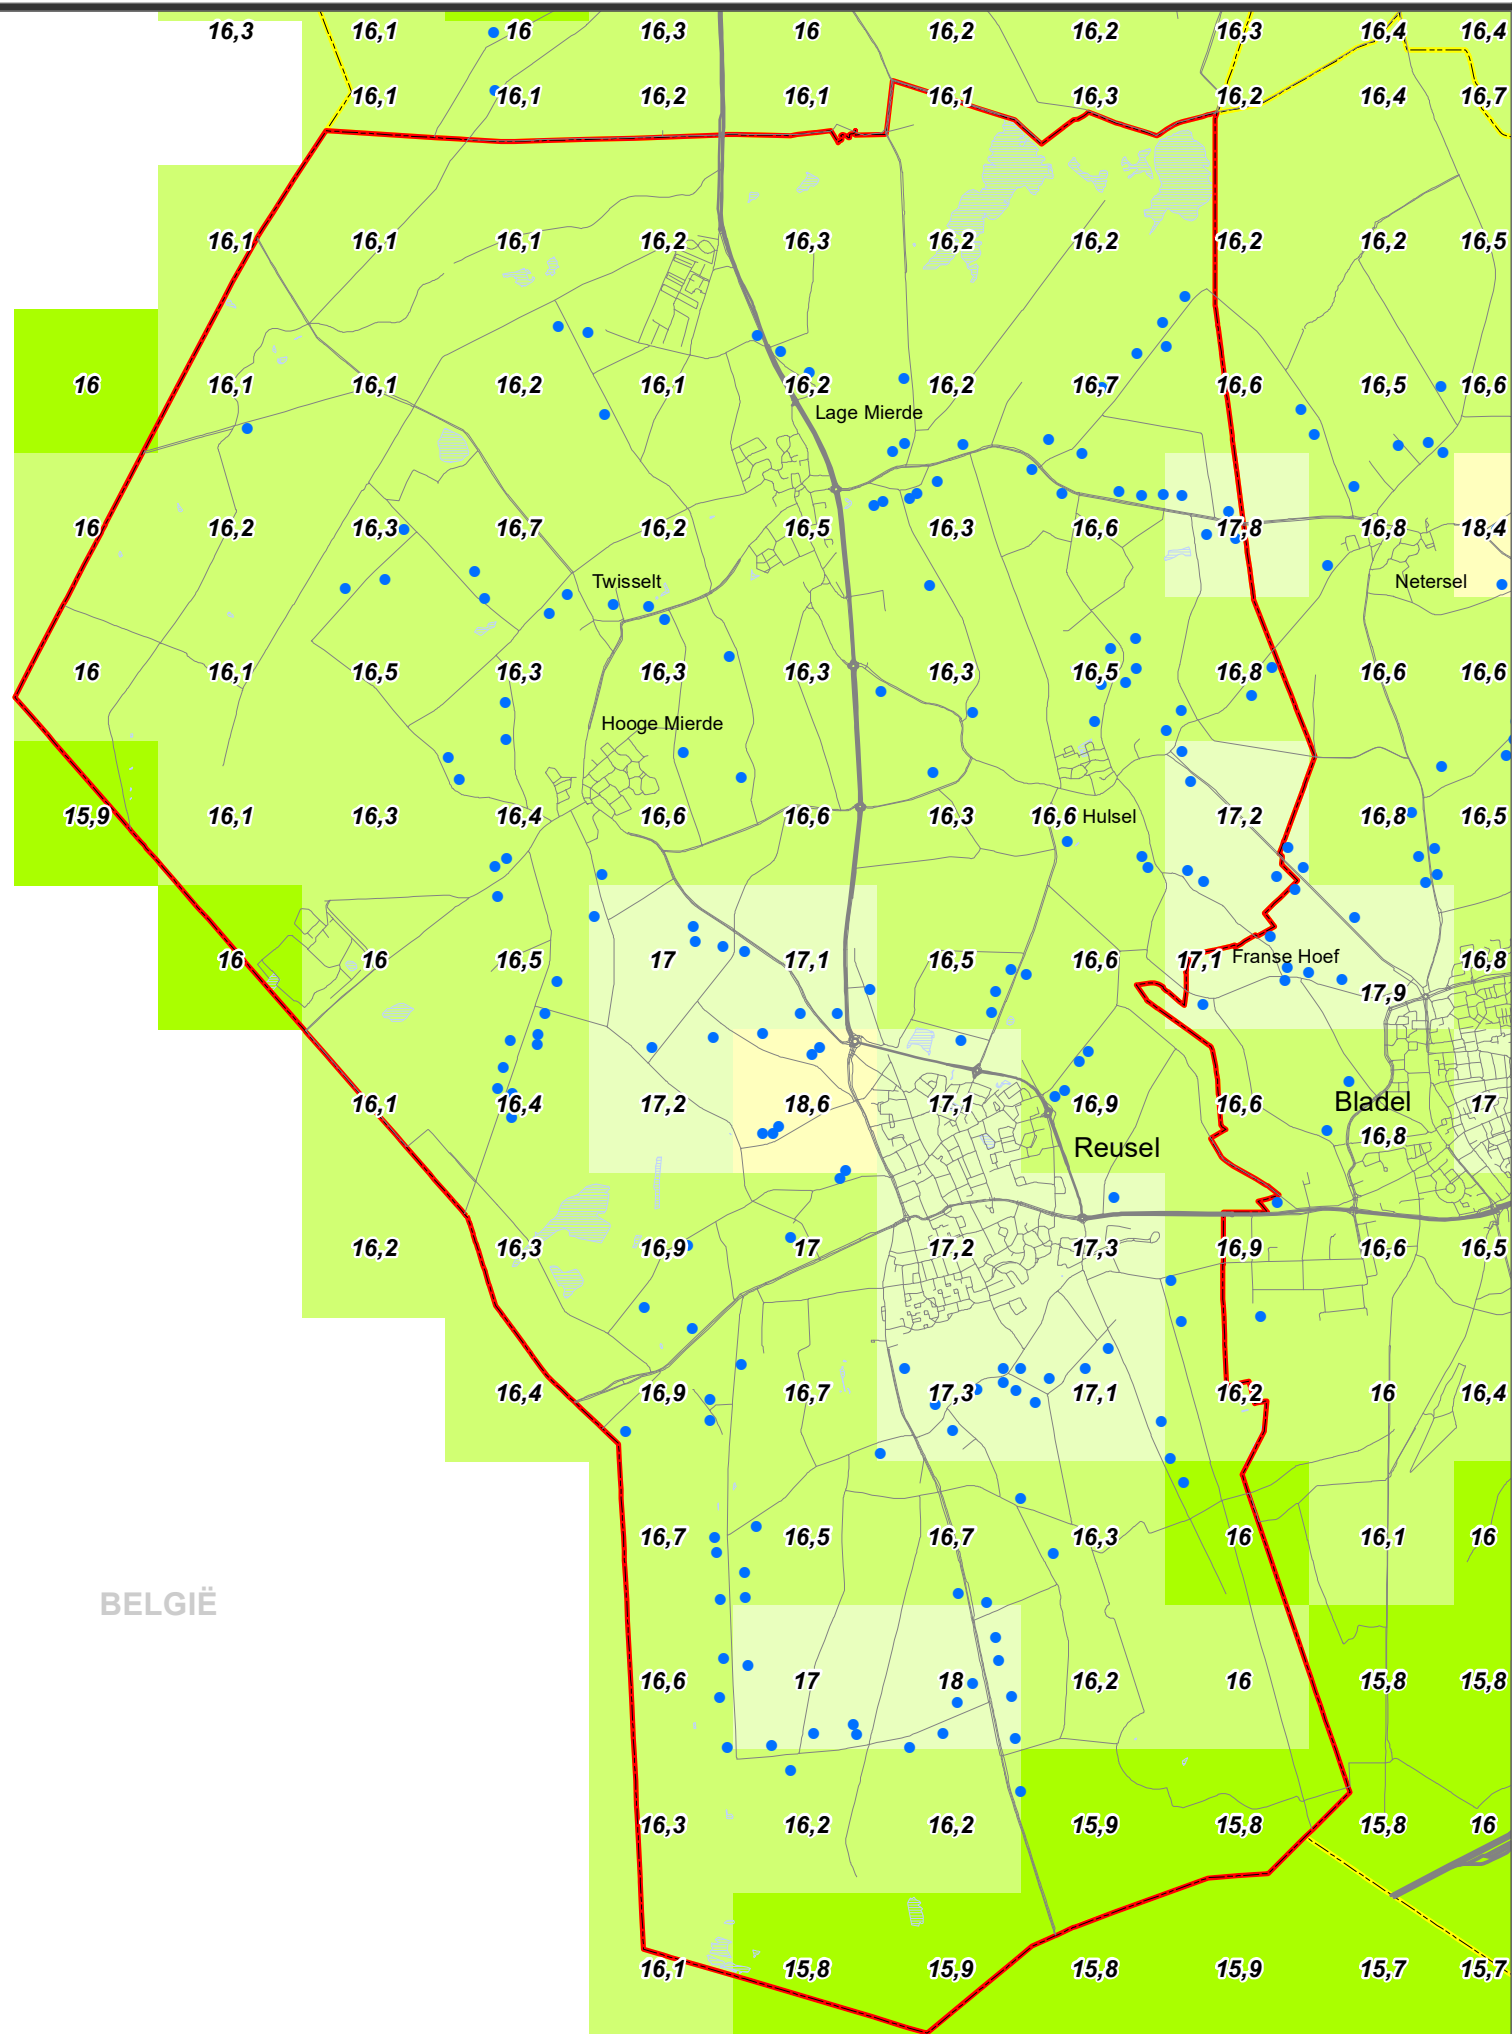 16,3 16,1 16 16,3 16 16,2 16,2 16,3 16,4 16,4
16,1 16,1 16,2 16,1 16,1 16,3 16,2 16,4 16,7
16,1 16,1 16,1 16,2 16,3 16,2 16,2 16,2 16,2 16,5
16 16,1 16,1 16,2 16,1 16,2 16,2 16,7 16,6 16,5 16,6
Lage Mierde
16 16,2 16,3 16,7 16,2 16,5 16,3 16,6 17,8 16,8 18,4
Twisselt Netersel
16 16,1 16,5 16,3 16,3 16,3 16,3 16,5 16,8 16,6 16,6
Hooge Mierde
15,9 16,1 16,3 16,4 16,6 16,6 16,3 16,6 Hulsel 17,2 16,8 16,5
16 16 16,5 17 17,1 16,5 16,6 17,1 Franse Hoef 16,8
17,9
16,1 16,4 17,2 18,6 17,1 16,9 16,6 Bladel 17
16,8
Reusel
16,2 16,3 16,9 17 17,2 17,3 16,9 16,6 16,5
16,4 16,9 16,7 17,3 17,1 16,2 16 16,4
16,7 16,5 16,7 16,3 16 16,1 16
BELGIË
16,6 17 18 16,2 16 15,8 15,8
16,3 16,2 16,2 15,9 15,8 15,8 16
16,1 15,8 15,9 15,8 15,9 15,7 15,7